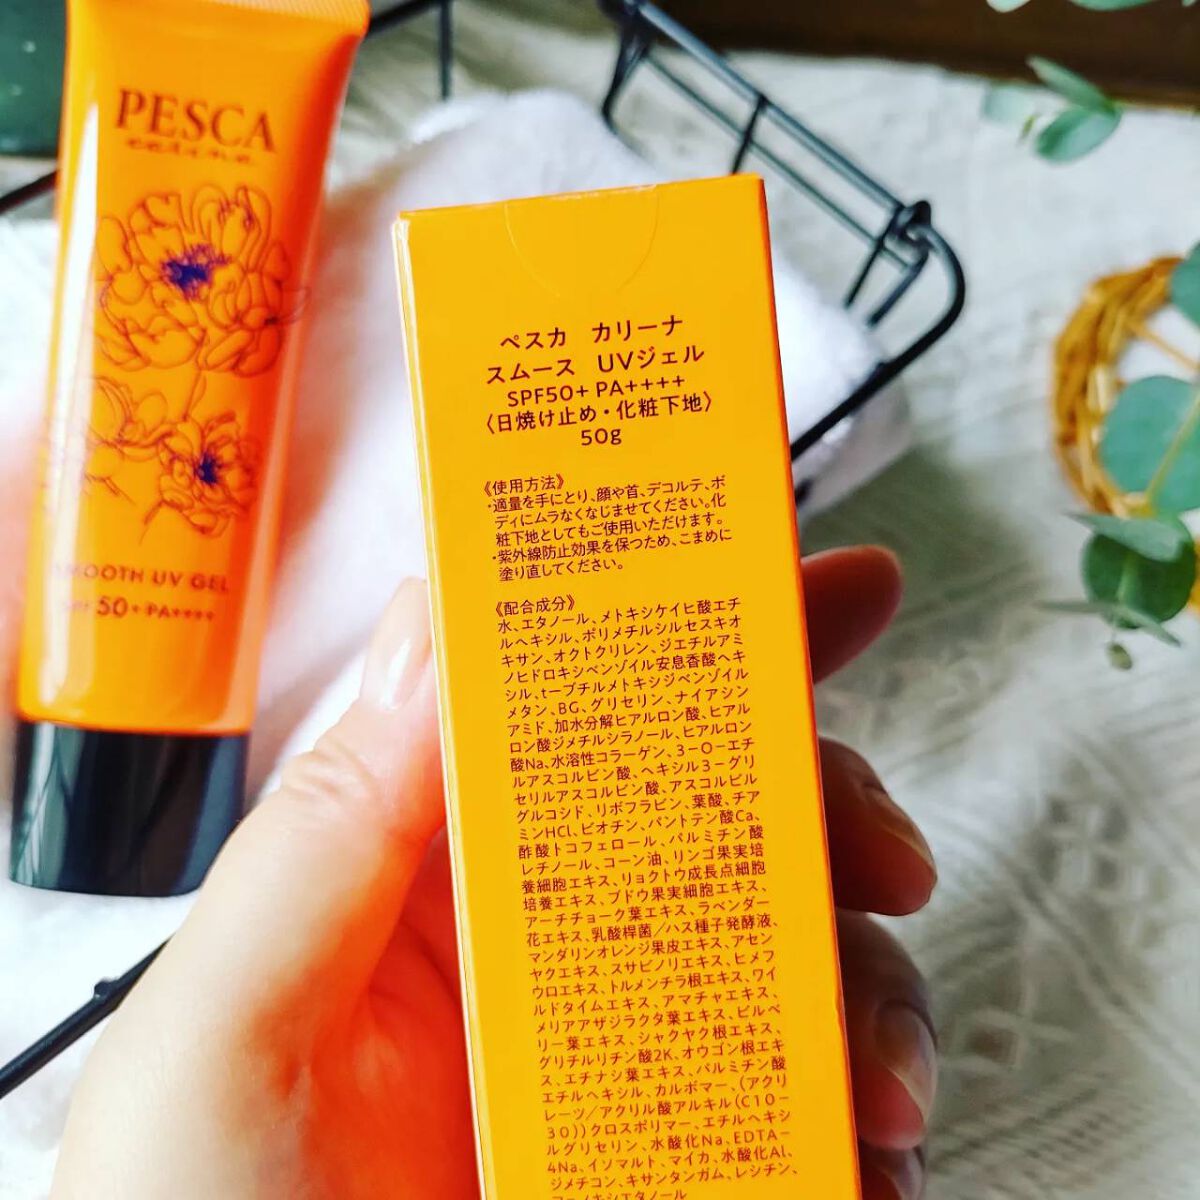 PESCA
SMOOTH UV GEL
SPF 50+・PA++++
ペスカ カリーナ
スムース UVジェル
SPF50+ PA++++
〈日焼け止め・化粧下地〉
50g
《使用方法》
・適量を手にとり、顔や首、デコルテ、ボ
ディにムラなくなじませてください。化
粧下地としてもご使用いただけます。
・紫外線防止効果を保つため、こまめに
塗り直してください。
《配合成分》
水、エタノール、メトキシケイヒ酸エチ
ルヘキシル、ポリメチルシルセスキオ
キサン、オクトクリレン、ジエチルアミ
ノヒドロキシベンゾイル安息香酸ヘキ
シル、t－ブチルメトキシジベンゾイル
メタン、BG、グリセリン、ナイアシン
アミド、加水分解ヒアルロン酸、ヒアル
ロン酸ジメチルシラノール、ヒアルロン
酸Na、水溶性コラーゲン、3－O－エチ
ルアスコルビン酸、ヘキシル3－グリ
セリルアスコルビン酸、アスコルビル
グルコシド、リボフラビン、葉酸、チア
ミンHCl、ビオチン、パントテン酸Ca、
酢酸トコフェロール、パルミチン酸
レチノール、コーン油、リンゴ果実培
養細胞エキス、リョクトウ成長点細胞
培養エキス、ブドウ果実細胞エキス、
アーチチョーク葉エキス、ラベンダー
花エキス、乳酸桿菌／ハス種子発酵液、
マンダリンオレンジ果皮エキス、アセン
ヤクエキス、スサビノリエキス、ヒメフ
ウロエキス、トルメンチラ根エキス、ワイ
ルドタイムエキス、アマチャエキス、
メリアアザジラクタ葉エキス、ビルベ
リー葉エキス、シャクヤク根エキス、
グリチルリチン酸2K、オウゴン根エキ
ス、エチナシ葉エキス、パルミチン酸
エチルヘキシル、カルボマー、（アクリ
レーツ／アクリル酸アルキル（C10－
30））クロスポリマー、エチルヘキシ
ルグリセリン、水酸化Na、EDTA－
4Na、イソマルト、マイカ、水酸化Al、
ジメチコン、キサンタンガム、レシチン、
フェノキシエタノール